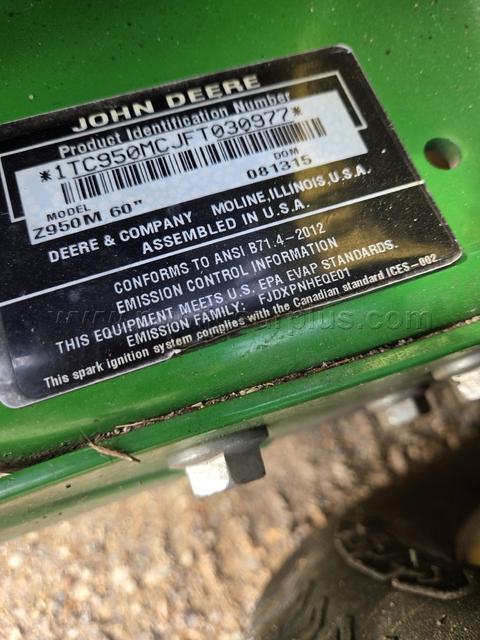 JOHN DEERE
Product Identification Number
*1TC950MCJFT030977*
MODEL DOM
Z950M 60" 081315
DEERE & COMPANY MOLINE, ILLINOIS, U.S.A.
ASSEMBLED IN U.S.A.
CONFORMS TO ANSI B71.4-2012
EMISSION CONTROL INFORMATION
THIS EQUIPMENT MEETS U.S. EPA EVAP STANDARDS.
EMISSION FAMILY: FJDXPNHEQE01
This spark ignition system complies with the Canadian standard ICES-002